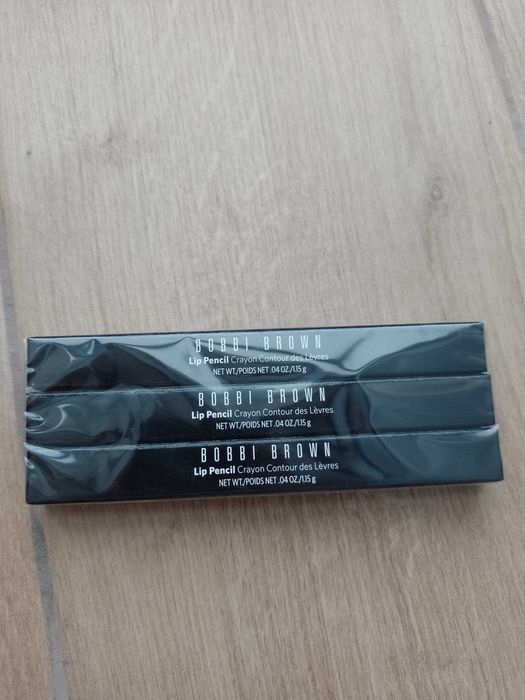 BOBBI BROWN
Lip Pencil Crayon Contour des Lèvres
NET WT./POIDS NET .04 OZ./1.15 g
BOBBI BROWN
Lip Pencil Crayon Contour des Lèvres
NET WT./POIDS NET .04 OZ./1.15 g
BOBBI BROWN
Lip Pencil Crayon Contour des Lèvres
NET WT./POIDS NET .04 OZ./1.15 g